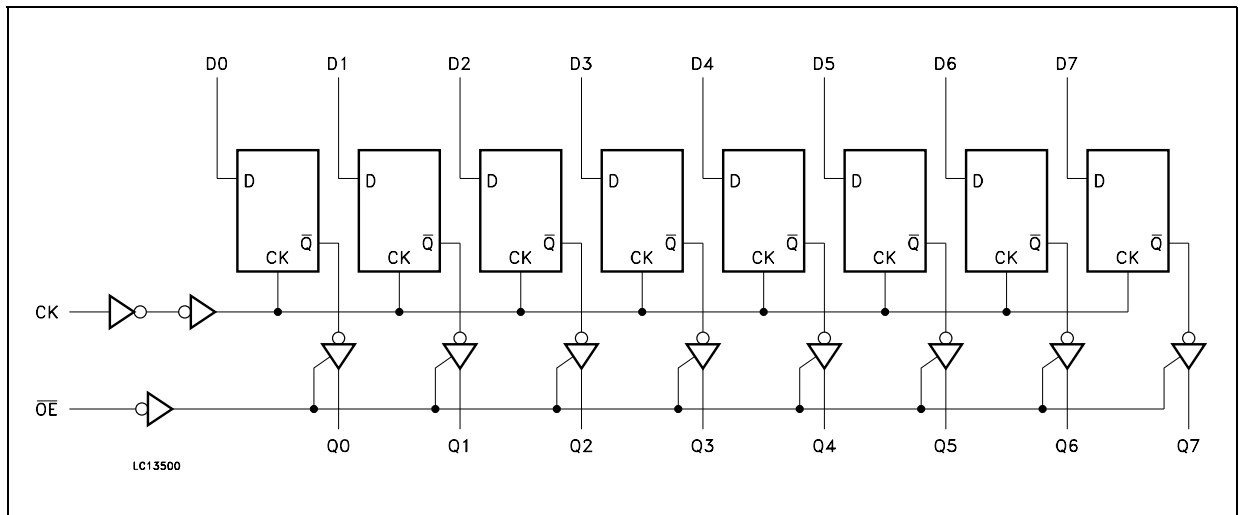 D0 D1 D2 D3 D4 D5 D6 D7
D D D D D D D D
Q̅ Q̅ Q̅ Q̅ Q̅ Q̅ Q̅ Q̅
CK CK CK CK CK CK CK CK
CK
O̅E̅
Q0 Q1 Q2 Q3 Q4 Q5 Q6 Q7
LC13500